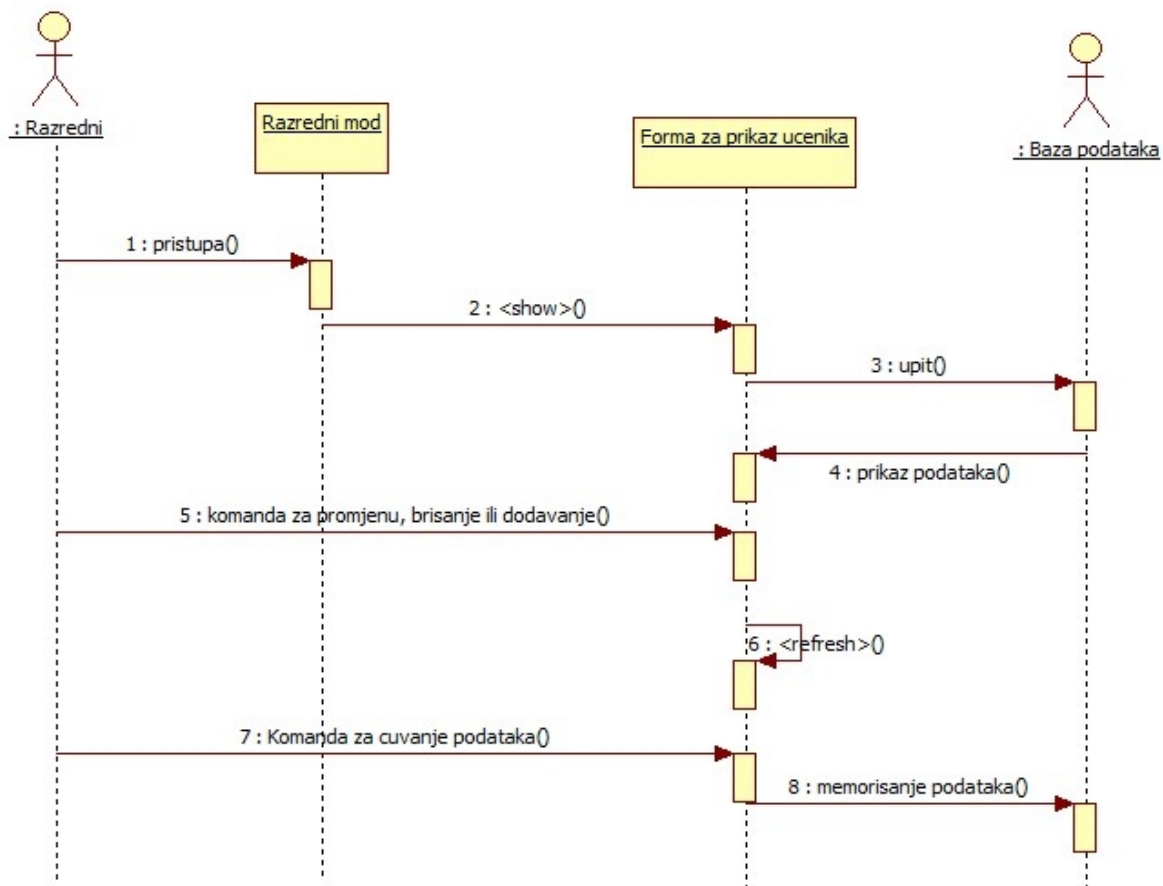 : Razredni
Razredni mod
Forma za prikaz ucenika
: Baza podataka
1 : pristupa()
2 : <show>()
3 : upit()
4 : prikaz podataka()
5 : komanda za promjenu, brisanje ili dodavanje()
6 : <refresh>()
7 : Komanda za cuvanje podataka()
8 : memorisanje podataka()